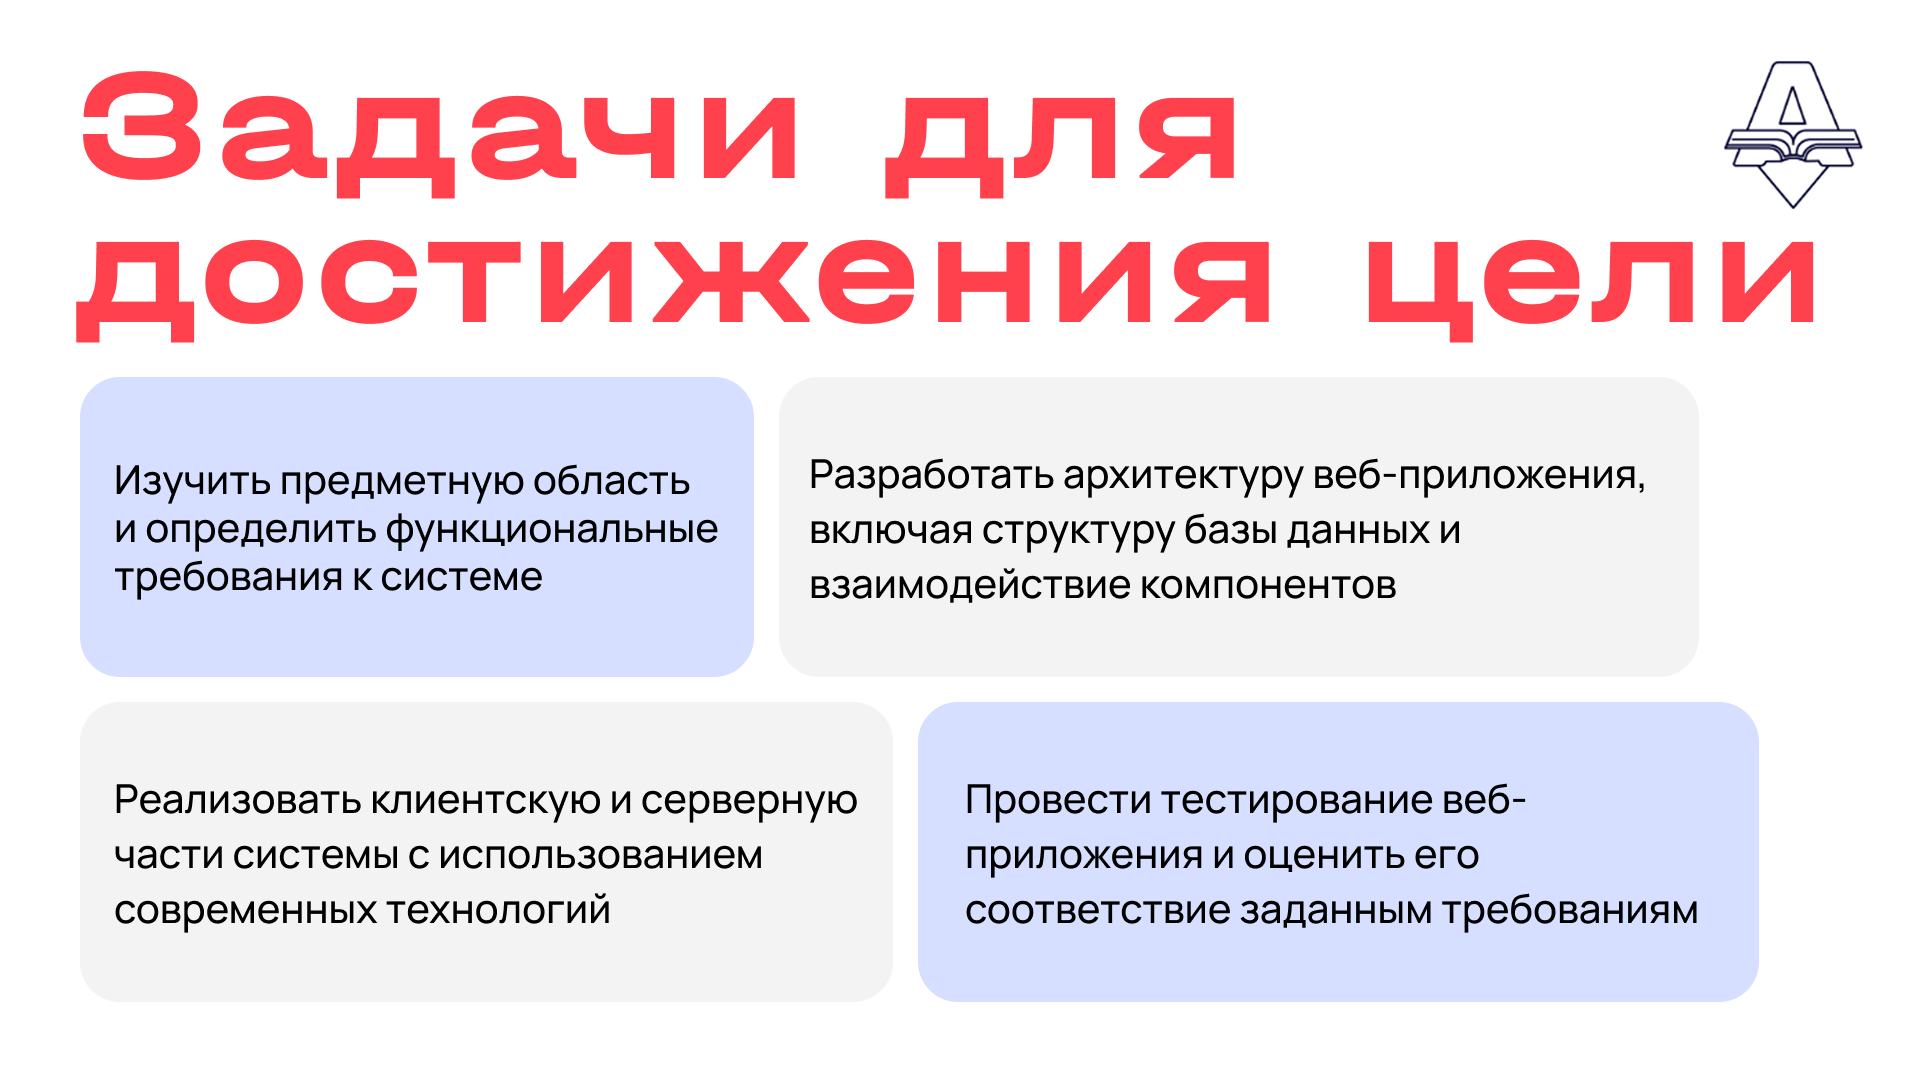 Задачи для
достижения цели
Изучить предметную область
и определить функциональные
требования к системе
Разработать архитектуру веб-приложения,
включая структуру базы данных и
взаимодействие компонентов
Реализовать клиентскую и серверную
части системы с использованием
современных технологий
Провести тестирование веб-
приложения и оценить его
соответствие заданным требованиям